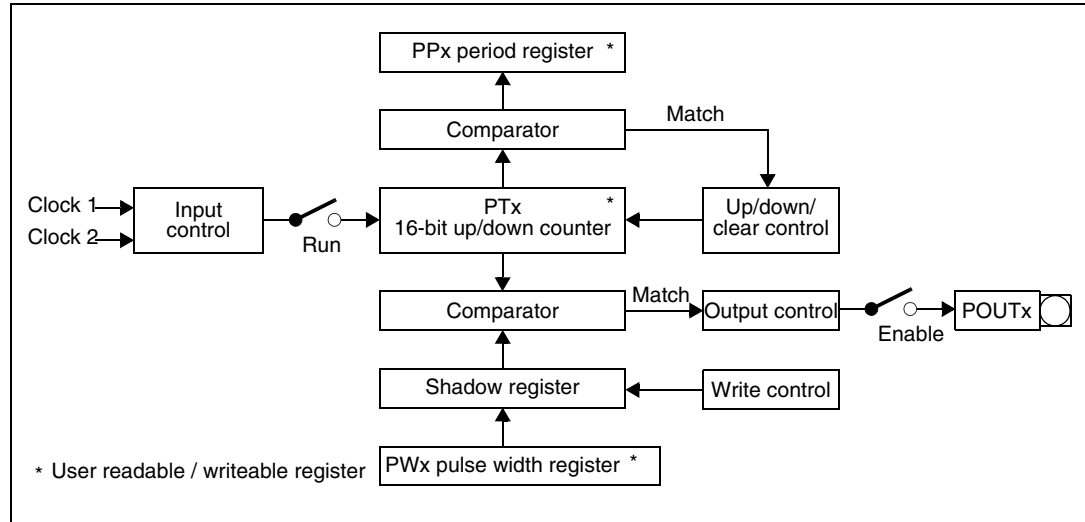 PPx period register *
Comparator
Match
Clock 1
Clock 2
Input
control
Run
PTx *
16-bit up/down counter
Up/down/
clear control
Comparator
Match
Output control
Enable
POUTx
Shadow register
Write control
* User readable / writeable register
PWx pulse width register *